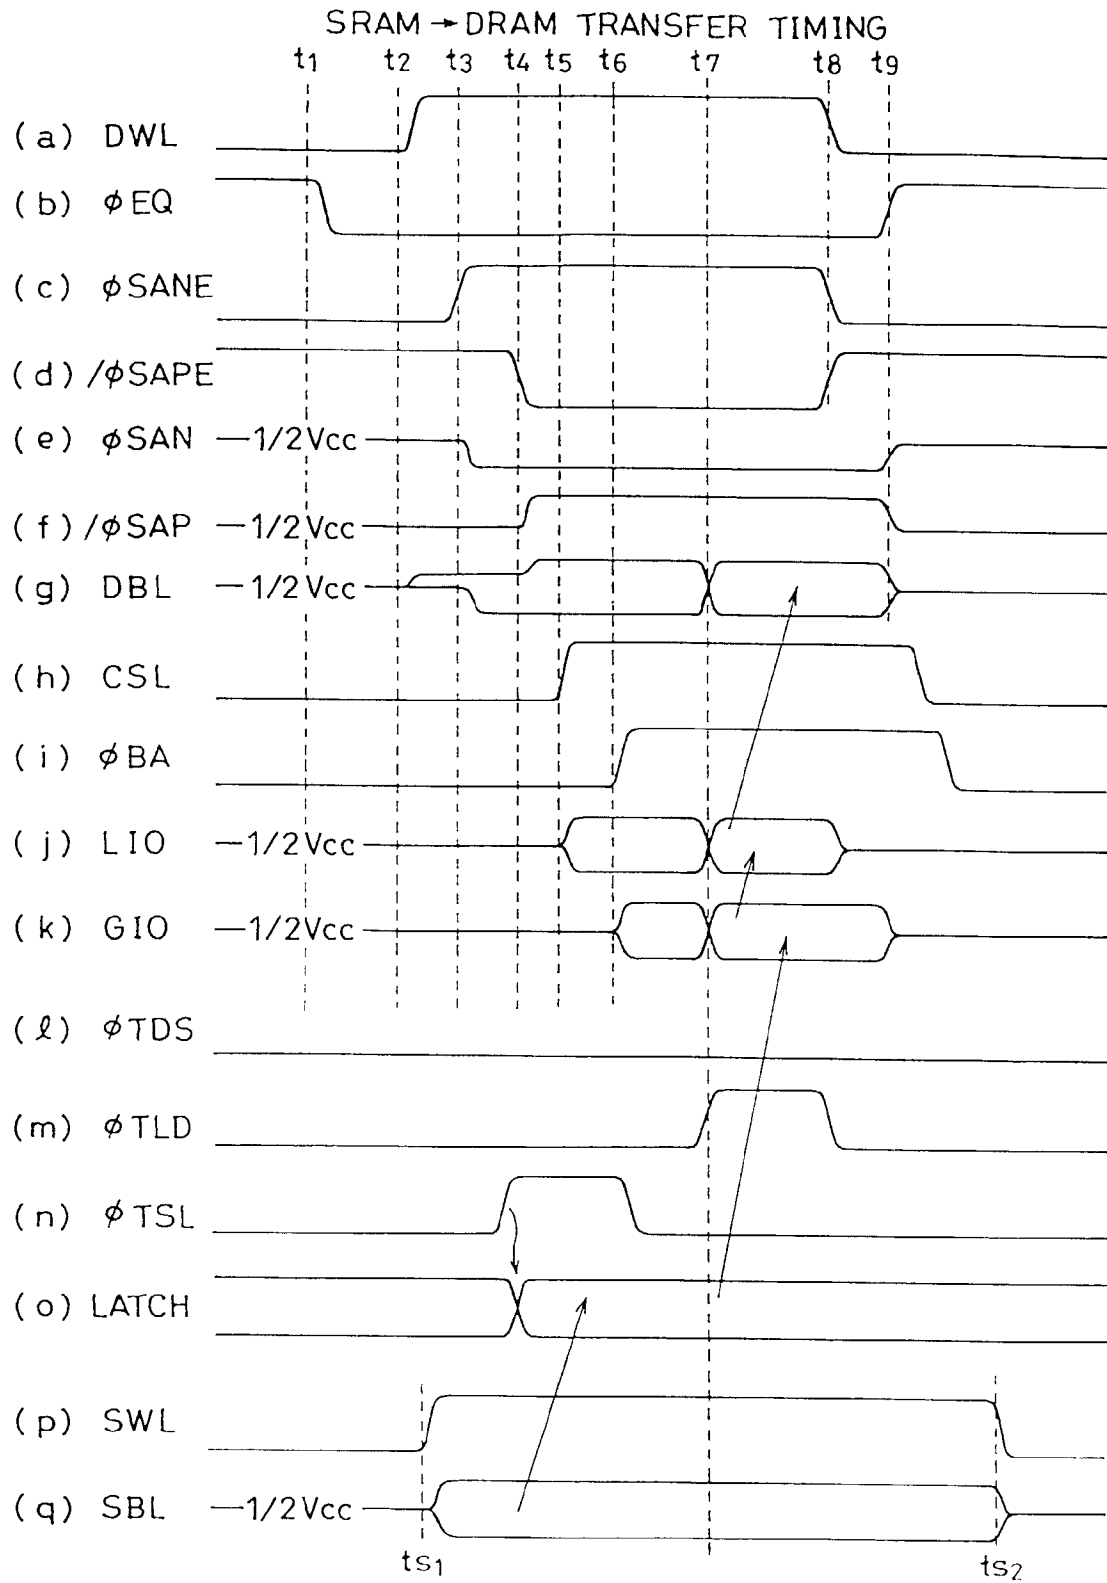 SRAM → DRAM TRANSFER TIMING
t1 t2 t3 t4 t5 t6 t7 t8 t9
(a) DWL
(b) φEQ
(c) φSANE
(d) /φSAPE
(e) φSAN 1/2Vcc
(f) /φSAP 1/2Vcc
(g) DBL 1/2Vcc
(h) CSL
(i) φBA
(j) LIO 1/2Vcc
(k) GIO 1/2Vcc
(ℓ) φTDS
(m) φTLD
(n) φTSL
(o) LATCH
(p) SWL
(q) SBL 1/2Vcc
ts1 ts2